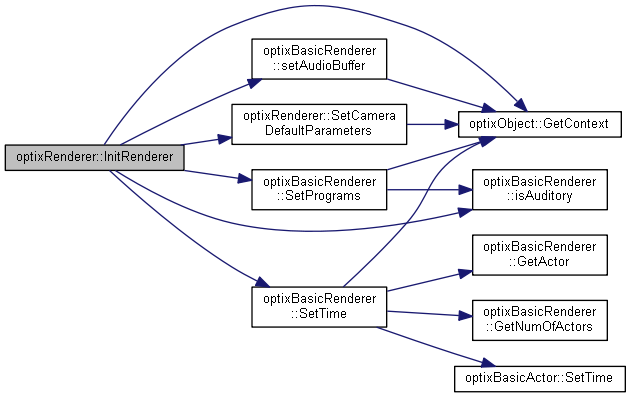 optixRenderer::InitRenderer
optixBasicRenderer
::setAudioBuffer
optixRenderer::SetCamera
DefaultParameters
optixBasicRenderer
::SetPrograms
optixBasicRenderer
::SetTime
optixObject::GetContext
optixBasicRenderer
::isAuditory
optixBasicRenderer
::GetActor
optixBasicRenderer
::GetNumOfActors
optixBasicActor::SetTime